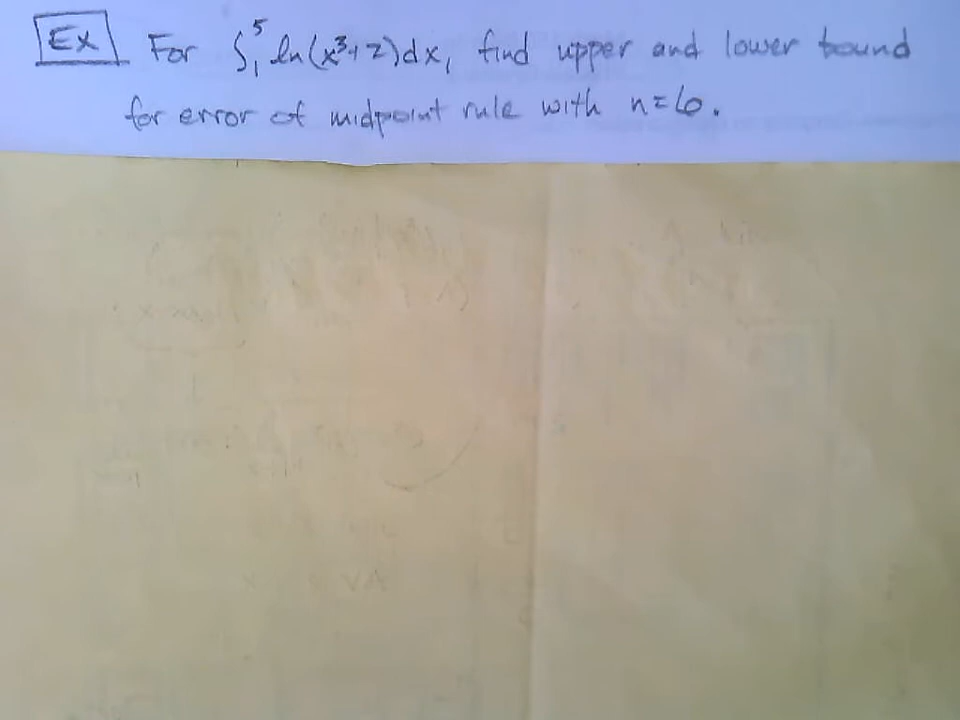 Ex For ∫₁⁵ ln(x³+2)dx, find upper and lower bound
for error of midpoint rule with n=6.